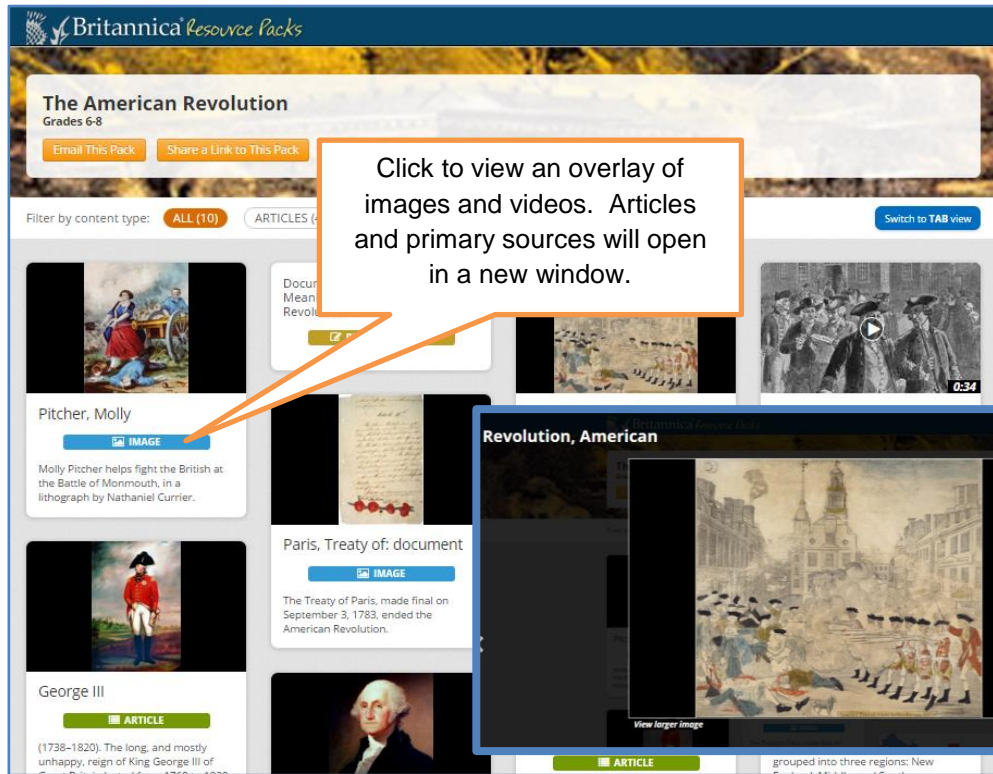 Britannica Resource Packs
The American Revolution
Grades 6-8
Email This Pack
Share a Link to This Pack
Click to view an overlay of
images and videos. Articles
and primary sources will open
in a new window.
Filter by content type:
ALL (10)
ARTICLES (
Switch to TAB view
Pitcher, Molly
IMAGE
Molly Pitcher helps fight the British at
the Battle of Monmouth, in a
lithograph by Nathaniel Currier.
George III
ARTICLE
(1738–1820). The long, and mostly
unhappy, reign of King George III of
Paris, Treaty of: document
IMAGE
The Treaty of Paris, made final on
September 3, 1783, ended the
American Revolution.
0:34
Revolution, American
View larger image
ARTICLE
grouped into three regions: New